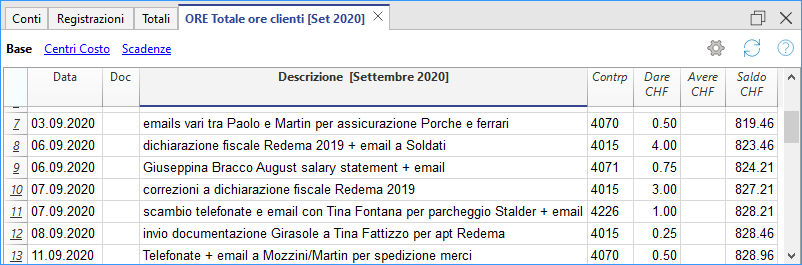 Conti Registrazioni Totali ORE Totale ore clienti [Set 2020]
Base Centri Costo Scadenze
Data Doc Descrizione [Settembre 2020] Contrp Dare CHF Avere CHF Saldo CHF
7 03.09.2020 emails vari tra Paolo e Martin per assicurazione Porche e ferrari 4070 0.50 819.46
8 06.09.2020 dichiarazione fiscale Redema 2019 + email a Soldati 4015 4.00 823.46
9 06.09.2020 Giuseppina Bracco August salary statement + email 4071 0.75 824.21
10 07.09.2020 correzioni a dichiarazione fiscale Redema 2019 4015 3.00 827.21
11 07.09.2020 scambio telefonate e email con Tina Fontana per parcheggio Stalder + email 4226 1.00 828.21
12 08.09.2020 invio documentazione Girasole a Tina Fattizzo per apt Redema 4015 0.25 828.46
13 11.09.2020 Telefonate + email a Mozzini/Martin per spedizione merci 4070 0.50 828.96